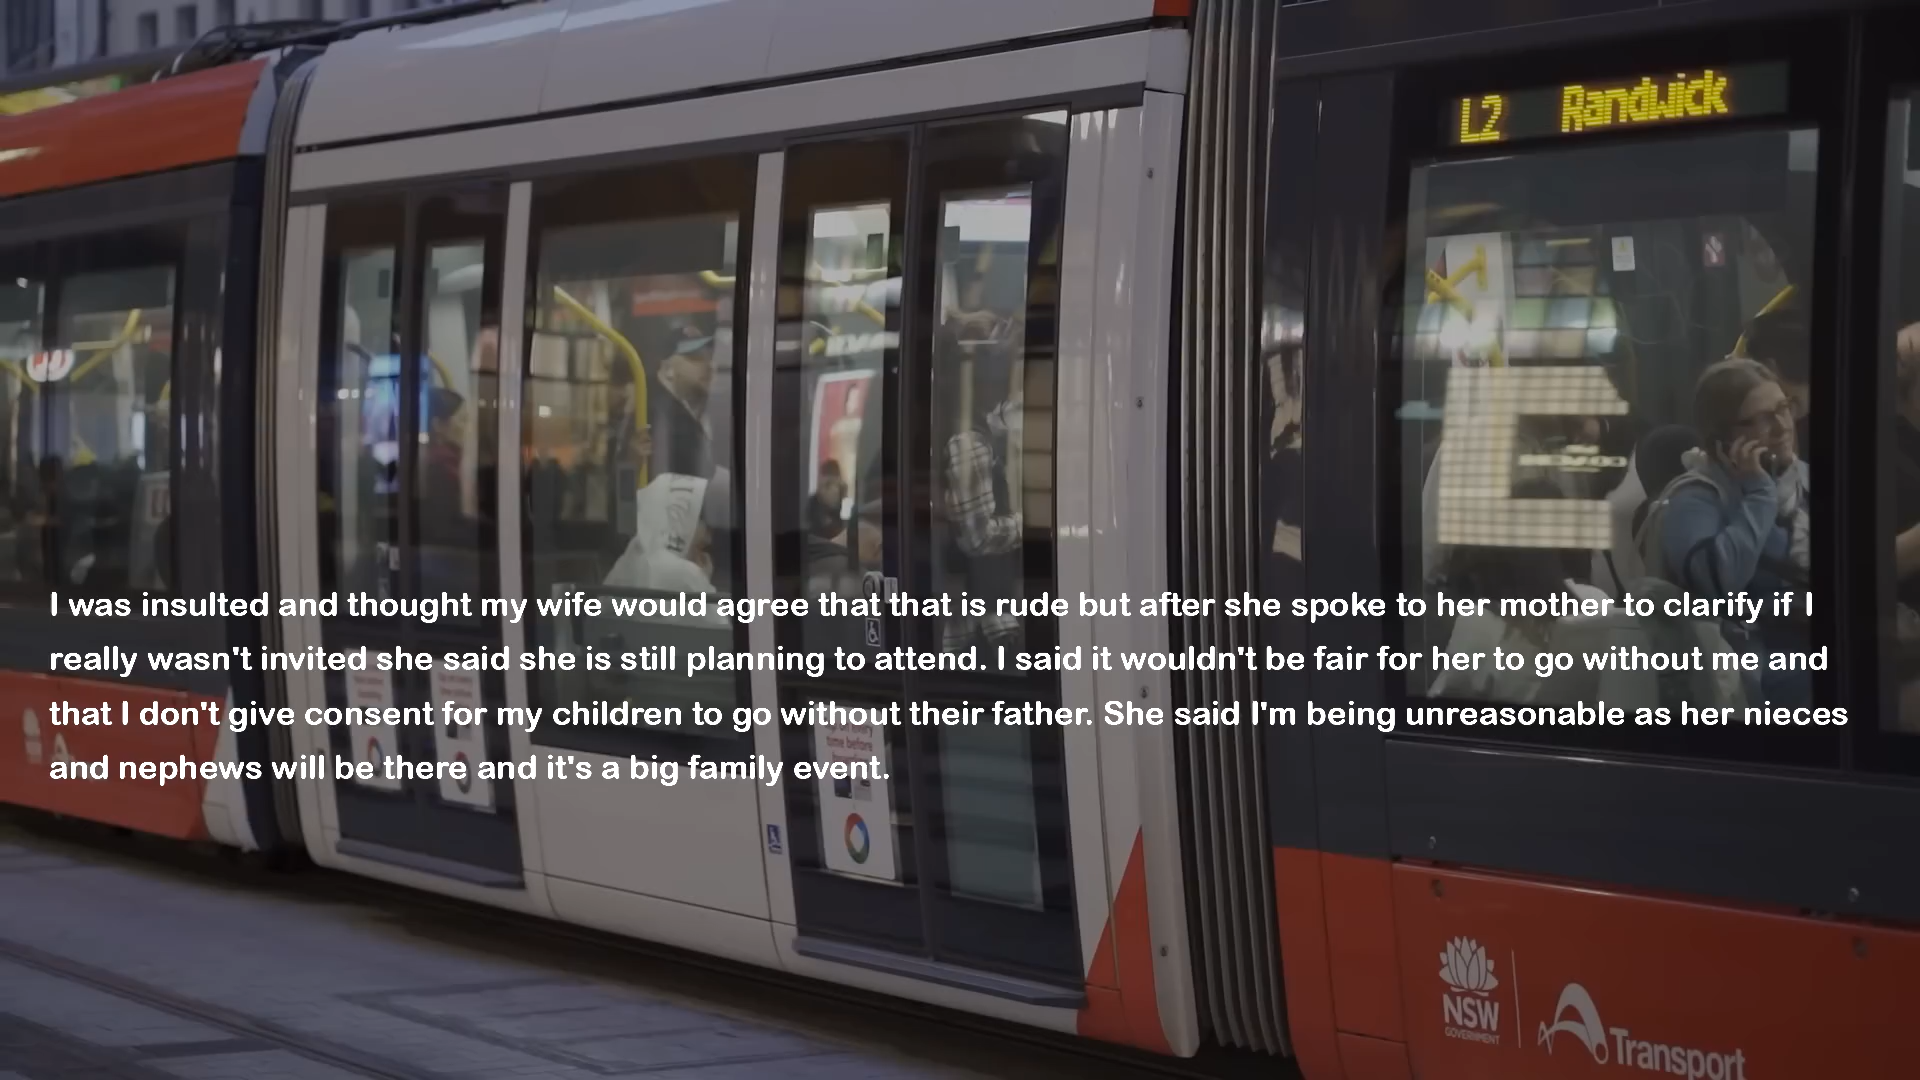 L2 Randwick
I was insulted and thought my wife would agree that that is rude but after she spoke to her mother to clarify if I
really wasn't invited she said she is still planning to attend. I said it wouldn't be fair for her to go without me and
that I don't give consent for my children to go without their father. She said I'm being unreasonable as her nieces
and nephews will be there and it's a big family event.
time before
NSW
GOVERNMENT
Transport